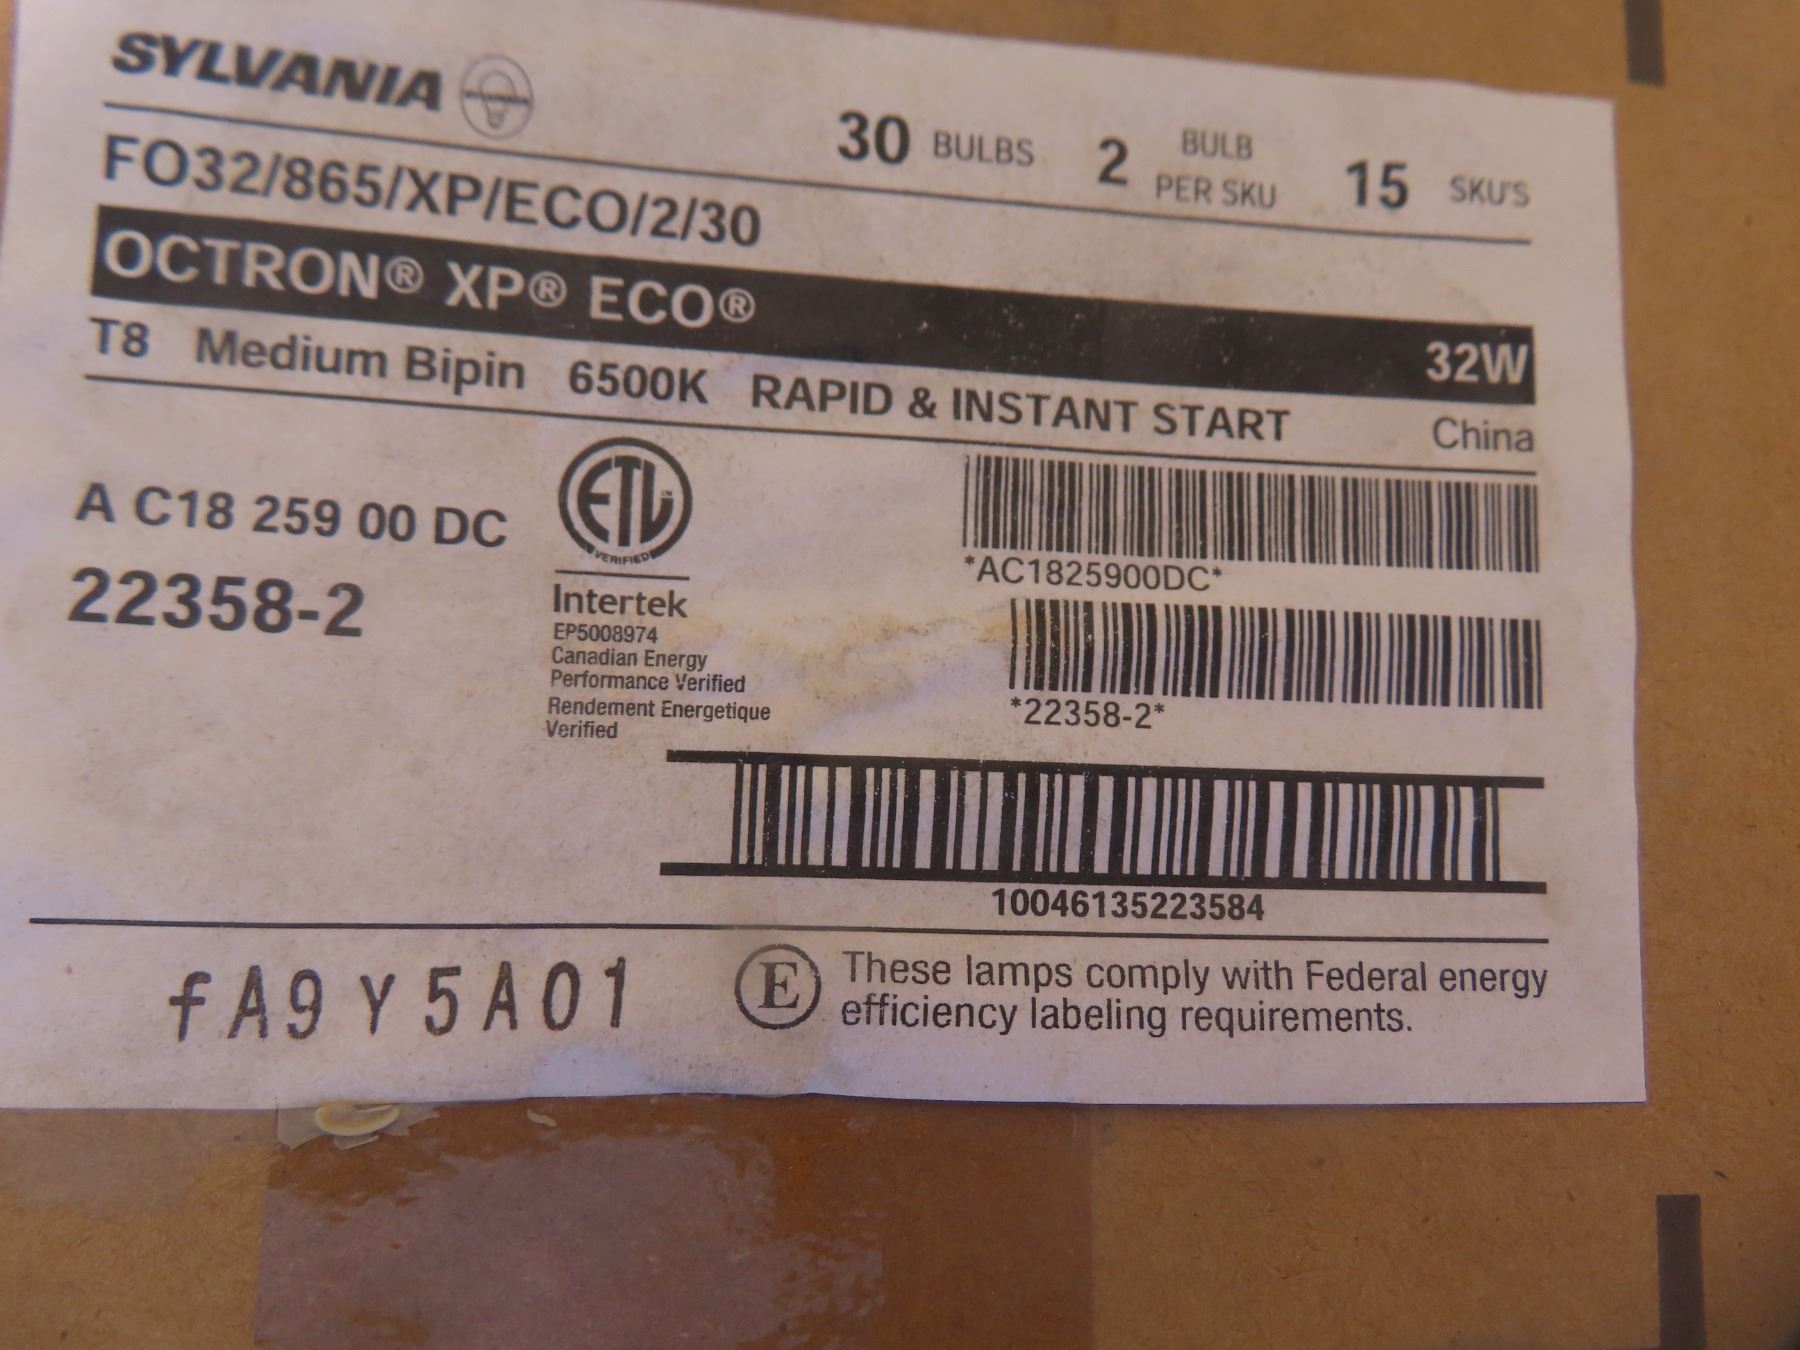 SYLVANIA
30 BULBS 2 BULB PER SKU 15 SKU'S
FO32/865/XP/ECO/2/30
OCTRON® XP® ECO® 32W
T8 Medium Bipin 6500K RAPID & INSTANT START China
A C18 259 00 DC
22358-2
ETL
VERIFIED
Intertek
EP5008974
Canadian Energy
Performance Verified
Rendement Energetique
Verified
*AC1825900DC*
*22358-2*
10046135223584
fA9Y5A01
E
These lamps comply with Federal energy
efficiency labeling requirements.